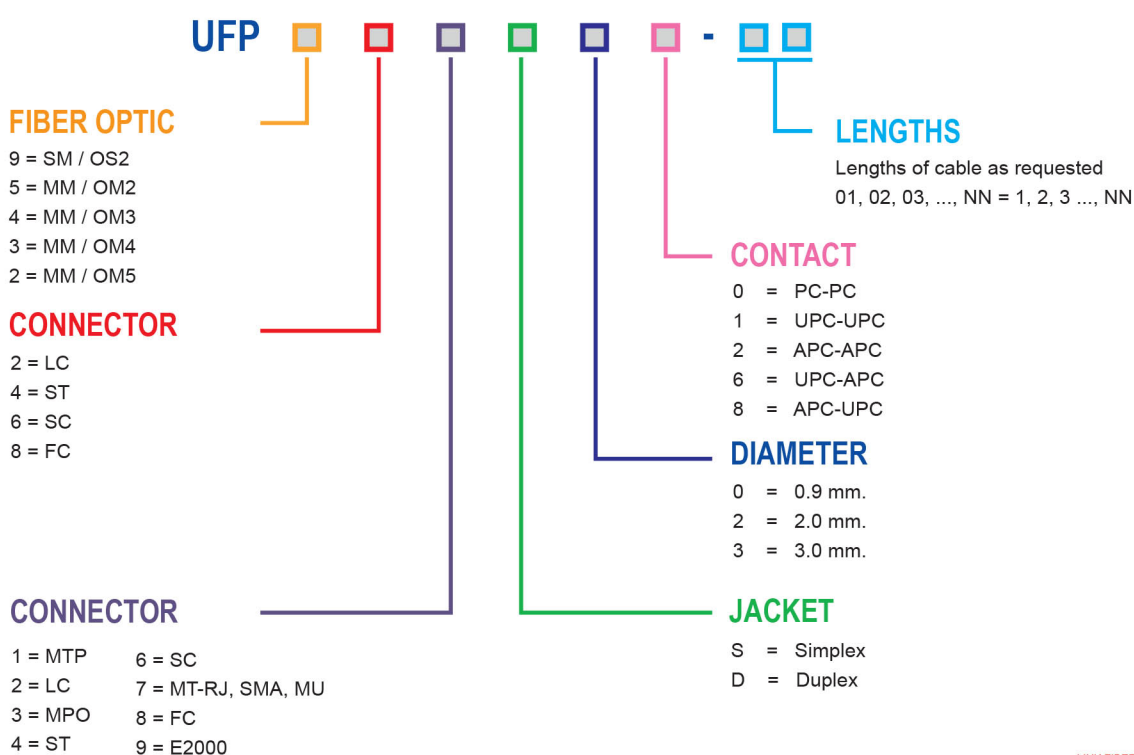 UFP -
FIBER OPTIC
9 = SM / OS2
5 = MM / OM2
4 = MM / OM3
3 = MM / OM4
2 = MM / OM5
CONNECTOR
2 = LC
4 = ST
6 = SC
8 = FC
CONNECTOR
1 = MTP
2 = LC
3 = MPO
4 = ST
6 = SC
7 = MT-RJ, SMA, MU
8 = FC
9 = E2000
LENGTHS
Lengths of cable as requested
01, 02, 03, ..., NN = 1, 2, 3 ..., NN
CONTACT
0 = PC-PC
1 = UPC-UPC
2 = APC-APC
6 = UPC-APC
8 = APC-UPC
DIAMETER
0 = 0.9 mm.
2 = 2.0 mm.
3 = 3.0 mm.
JACKET
S = Simplex
D = Duplex